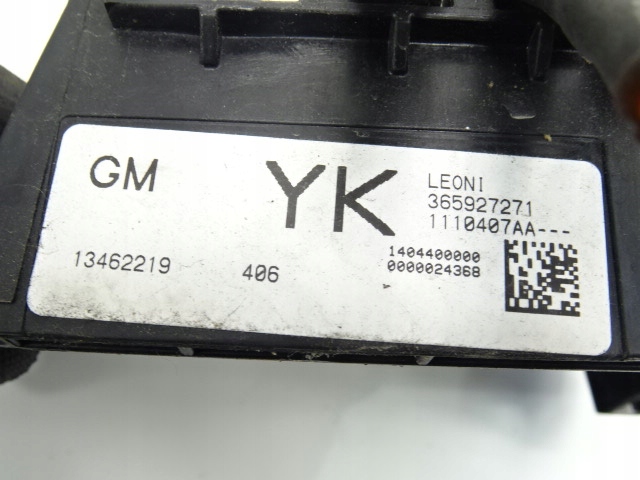 GM YK LEONI
365927271
1110407AA---
13462219 406 1404400000
0000024368